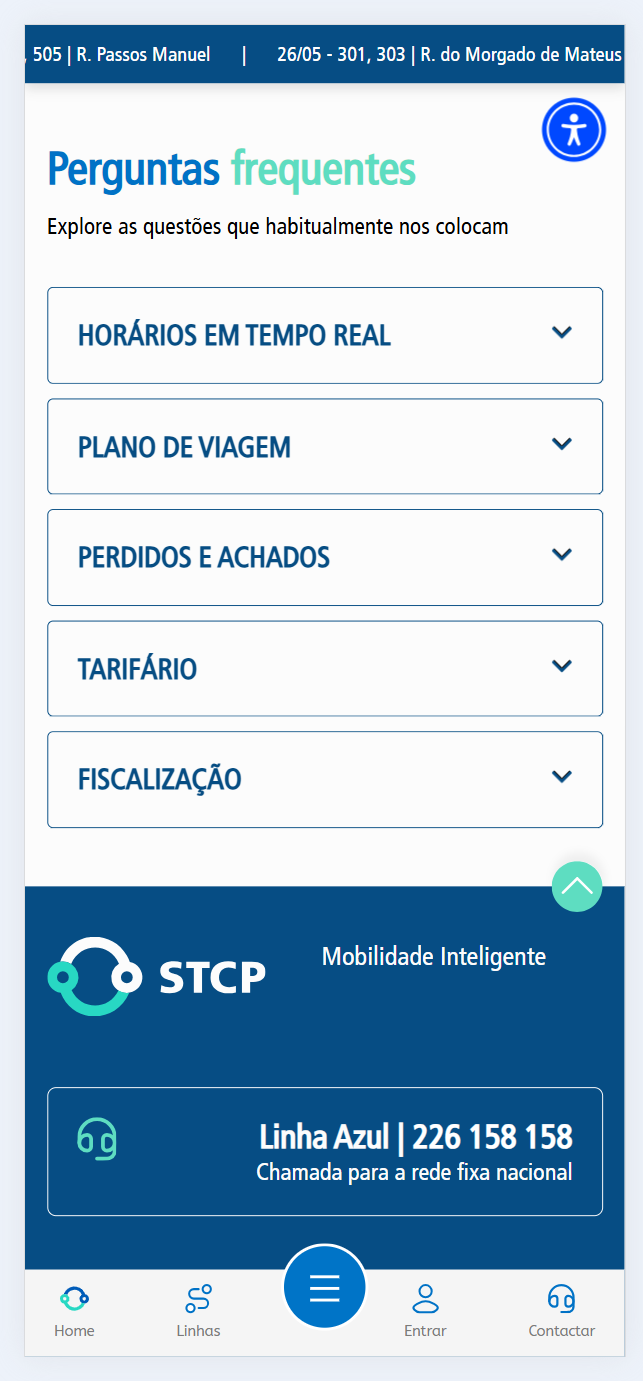 , 505 | R. Passos Manuel | 26/05 - 301, 303 | R. do Morgado de Mateus
Perguntas frequentes
Explore as questões que habitualmente nos colocam
HORÁRIOS EM TEMPO REAL
PLANO DE VIAGEM
PERDIDOS E ACHADOS
TARIFÁRIO
FISCALIZAÇÃO
STCP
Mobilidade Inteligente
Linha Azul | 226 158 158
Chamada para a rede fixa nacional
Home
Linhas
Entrar
Contactar